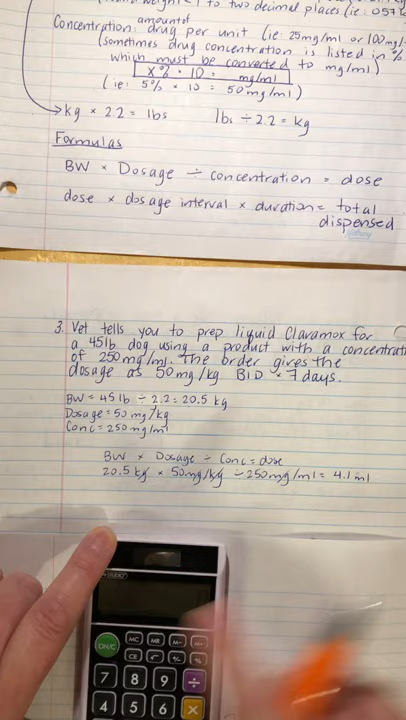 to two decimal places (ie: 057
amounts of
Concentration: drug per unit (ie: 25mg/ml or 100mg/
(sometimes drug concentration is listed in %
which must be converted to mg/ml)
X% · 10 = mg/ml
(ie: 5% × 10 = 50mg/ml)
kg × 2.2 = lbs lbs ÷ 2.2 = kg
Formulas
BW × Dosage ÷ concentration = dose
dose × dosage interval × duration = total
dispensed
3. Vet tells you to prep liquid Clavamox for
a 45lb dog using a product with a concentrat
of 250mg/ml. The order gives the
dosage as 50mg/kg BID × 7 days.
BW = 45lb ÷ 2.2 = 20.5 kg
Dosage = 50 mg/kg
Conc = 250 mg/ml
BW × Dosage ÷ Conc = dose
20.5 kg × 50mg/kg ÷ 250mg/ml = 4.1 ml
STUDIO
ON/C MC MR M- M+
CE √ +/- %
7 8 9 ÷
4 5 6 ×